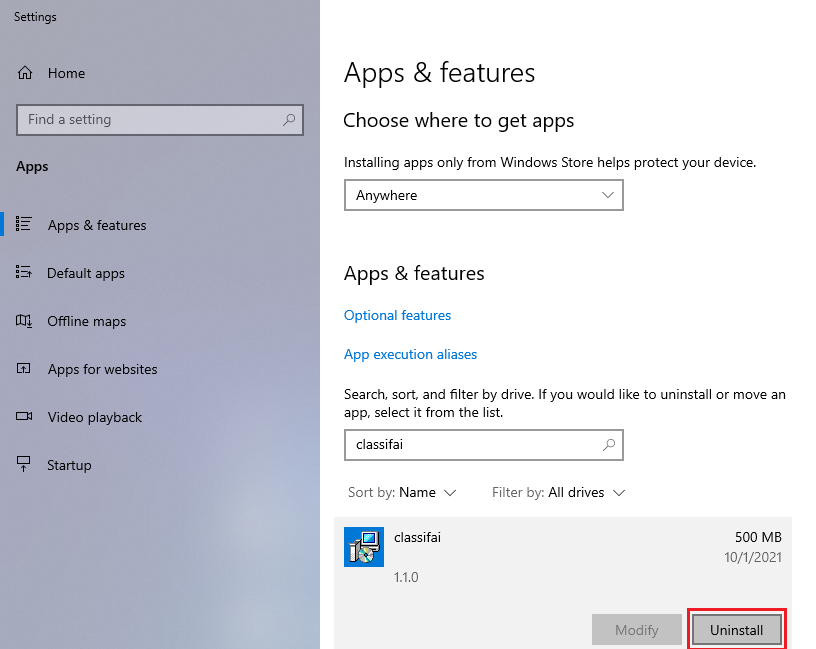 Settings
Home
Find a setting
Apps
Apps & features
Default apps
Offline maps
Apps for websites
Video playback
Startup
Apps & features
Choose where to get apps
Installing apps only from Windows Store helps protect your device.
Anywhere
Apps & features
Optional features
App execution aliases
Search, sort, and filter by drive. If you would like to uninstall or move an
app, select it from the list.
classifai
Sort by: Name Filter by: All drives
classifai 500 MB
10/1/2021
1.1.0
Modify Uninstall